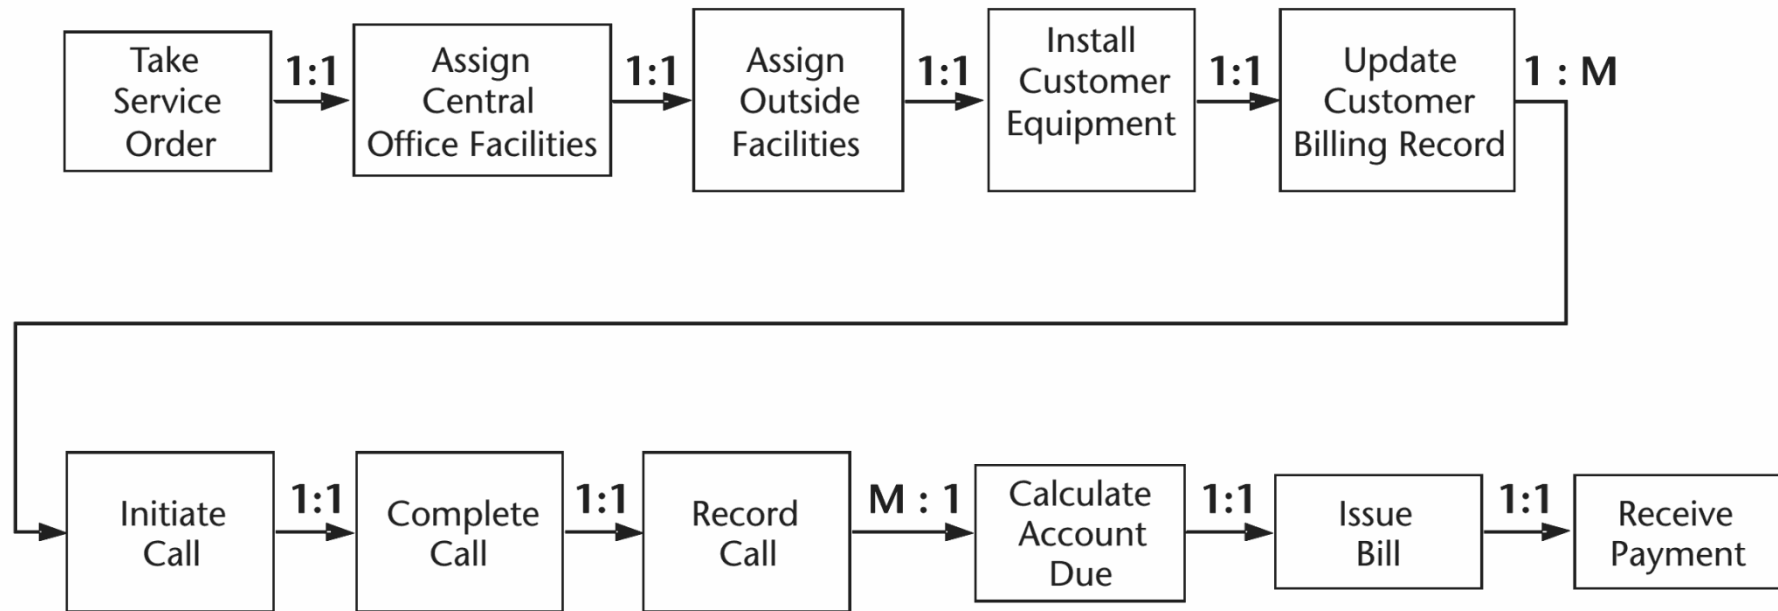 Take
Service
Order
1:1
Assign
Central
Office Facilities
1:1
Assign
Outside
Facilities
1:1
Install
Customer
Equipment
1:1
Update
Customer
Billing Record
1 : M
Initiate
Call
1:1
Complete
Call
1:1
Record
Call
M : 1
Calculate
Account
Due
1:1
Issue
Bill
1:1
Receive
Payment